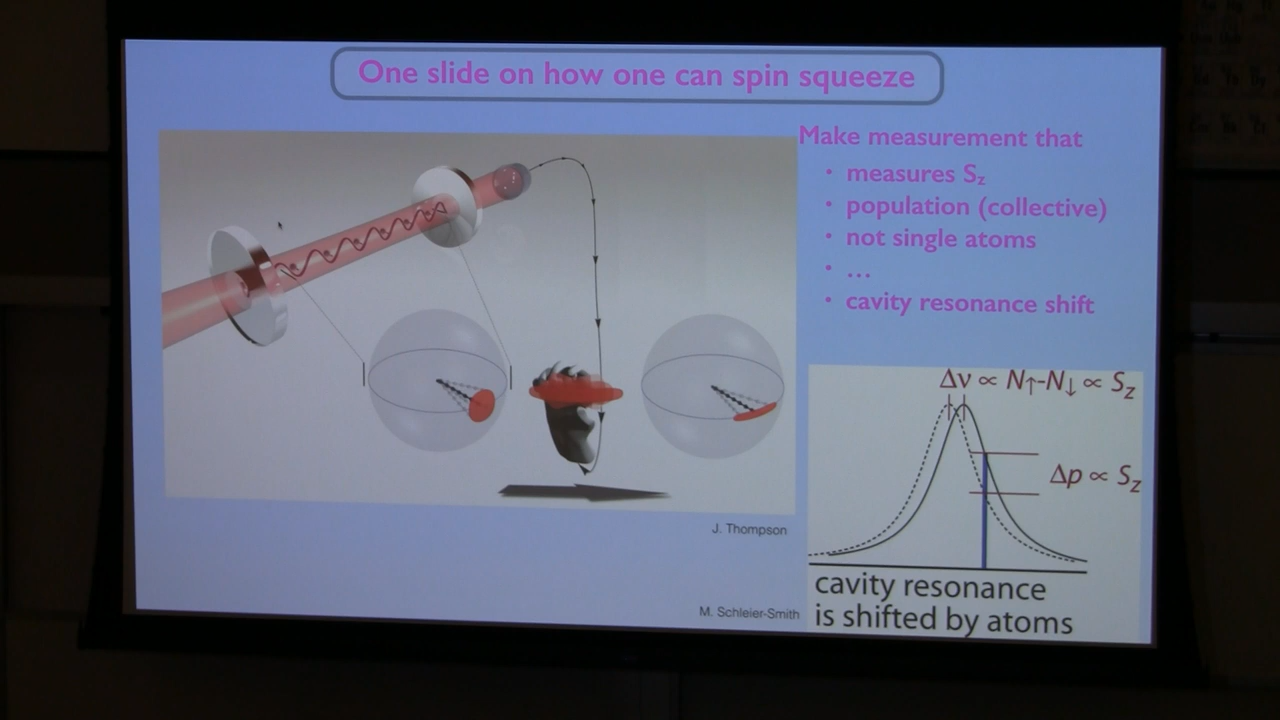 One slide on how one can spin squeeze
Make measurement that
• measures Sz
• population (collective)
• not single atoms
• ...
• cavity resonance shift
Δν ∝ N↑-N↓ ∝ Sz
Δp ∝ Sz
cavity resonance
is shifted by atoms
J. Thompson
M. Schleier-Smith